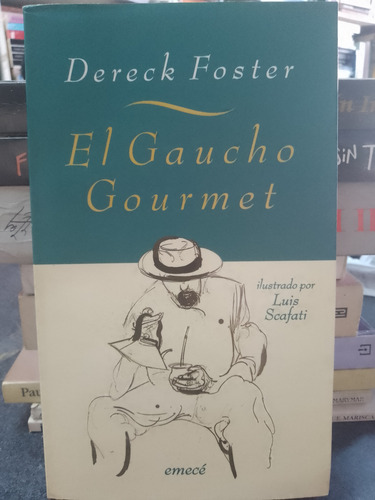 Dereck Foster
El Gaucho
Gourmet
ilustrado por
Luis
Scafati
emecé